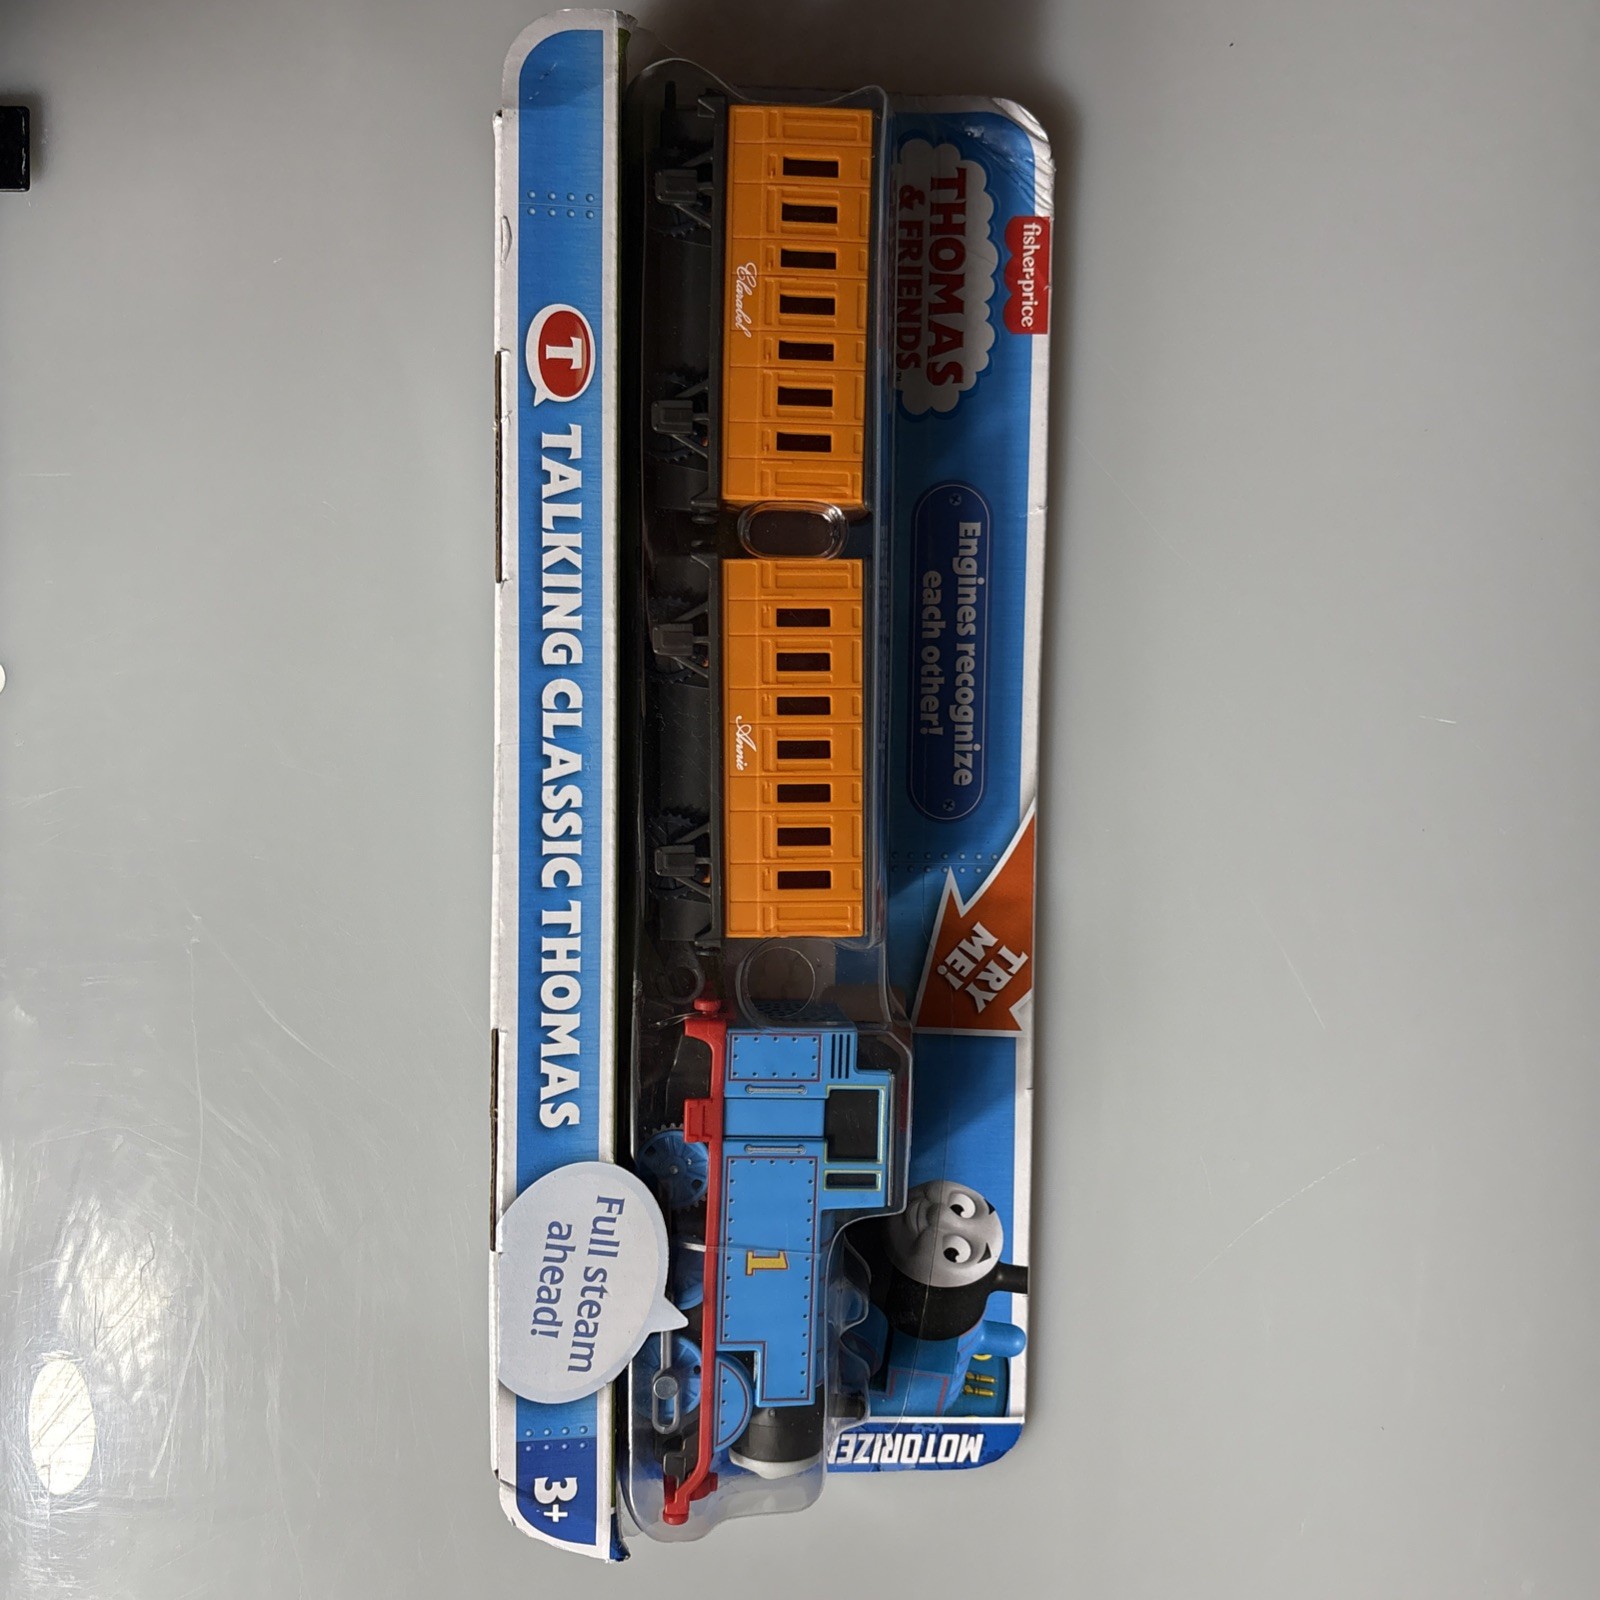 fisher-price
THOMAS
& FRIENDS™
Engines recognize
each other!
TRY
ME!
MOTORIZE
Clarabel
Annie
1
T
TALKING CLASSIC THOMAS
Full steam
ahead!
3+